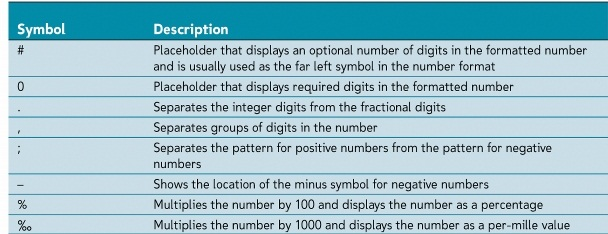 Symbol Description
# Placeholder that displays an optional number of digits in the formatted number
and is usually used as the far left symbol in the number format
0 Placeholder that displays required digits in the formatted number
. Separates the integer digits from the fractional digits
, Separates groups of digits in the number
; Separates the pattern for positive numbers from the pattern for negative
numbers
– Shows the location of the minus symbol for negative numbers
% Multiplies the number by 100 and displays the number as a percentage
‰ Multiplies the number by 1000 and displays the number as a per-mille value